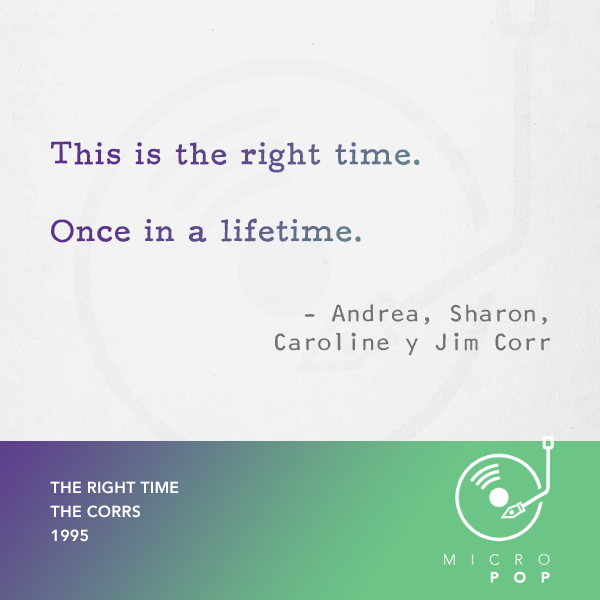 This is the right time.
Once in a lifetime.
- Andrea, Sharon,
Caroline y Jim Corr
THE RIGHT TIME
THE CORRS
1995
MICRO
POP